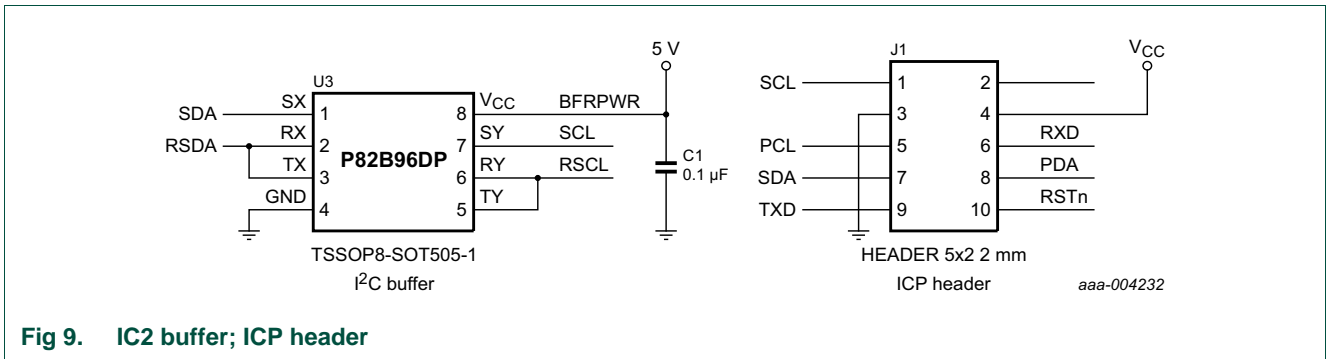 5 V
U3
J1
VCC
SDA
SX
1
8
VCC
BFRPWR
SCL
1
2
RSDA
RX
2
P82B96DP
7
SY
SCL
3
4
TX
3
6
RY
RSCL
C1
0.1 μF
PCL
5
6
RXD
GND
4
5
TY
SDA
7
8
PDA
TXD
9
10
RSTn
TSSOP8-SOT505-1
I2C buffer
HEADER 5x2 2 mm
ICP header
aaa-004232
Fig 9. IC2 buffer; ICP header